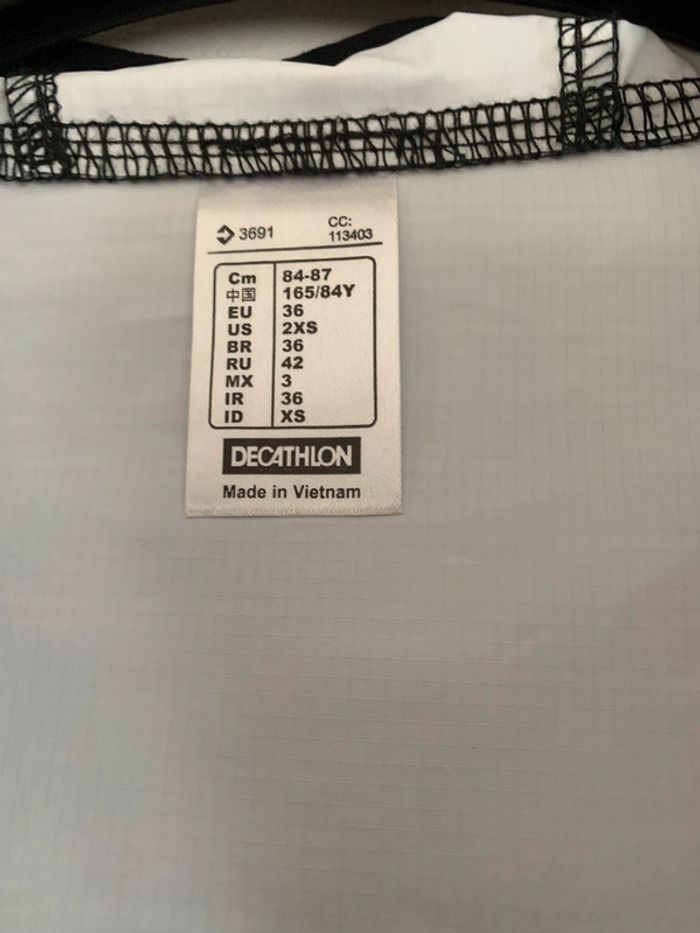 3691 CC: 113403
Cm 84-87
中国 165/84Y
EU 36
US 2XS
BR 36
RU 42
MX 3
IR 36
ID XS
DECATHLON
Made in Vietnam